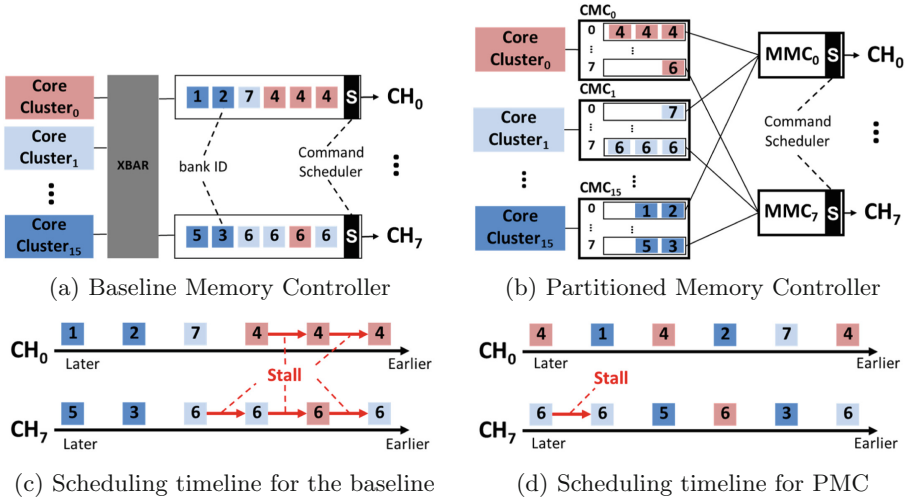 Core
Cluster0
Core
Cluster1
Core
Cluster15
XBAR
1 2 7 4 4 4 S CH0
bank ID
Command
Scheduler
5 3 6 6 6 6 S CH7
(a) Baseline Memory Controller
Core
Cluster0
Core
Cluster1
Core
Cluster15
CMC0
0 4 4 4
7 6
CMC1
0 7
7 6 6 6
CMC15
0 1 2
7 5 3
MMC0 S CH0
Command
Scheduler
MMC7 S CH7
(b) Partitioned Memory Controller
1 2 7 4 4 4
CH0
Later Earlier
Stall
5 3 6 6 6 6
CH7
Later Earlier
(c) Scheduling timeline for the baseline
4 1 4 2 7 4
CH0
Later Earlier
Stall
6 6 5 6 3 6
CH7
Later Earlier
(d) Scheduling timeline for PMC